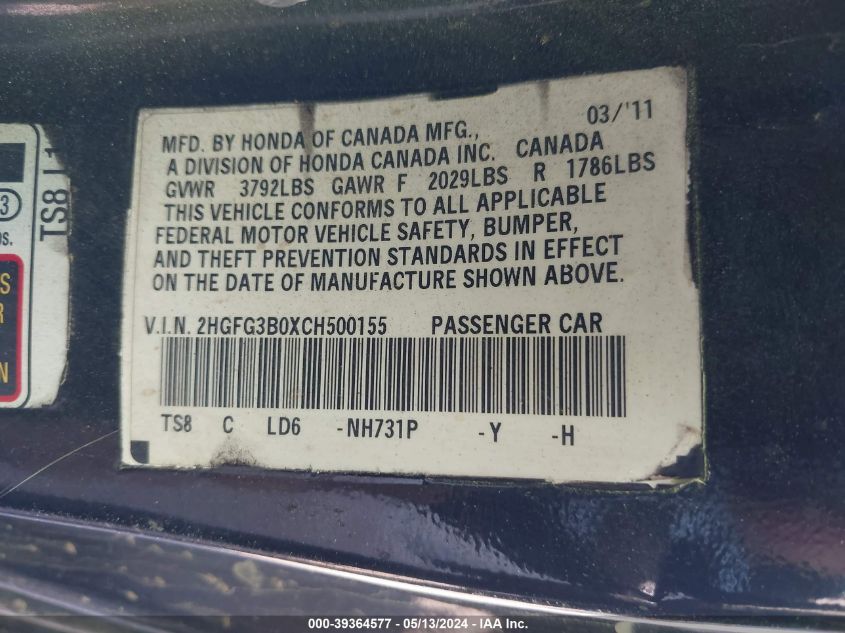 03/'11
MFD. BY HONDA OF CANADA MFG.,
A DIVISION OF HONDA CANADA INC. CANADA
GVWR 3792LBS GAWR F 2029LBS R 1786LBS
THIS VEHICLE CONFORMS TO ALL APPLICABLE
FEDERAL MOTOR VEHICLE SAFETY, BUMPER,
AND THEFT PREVENTION STANDARDS IN EFFECT
ON THE DATE OF MANUFACTURE SHOWN ABOVE.
V.I.N. 2HGFG3B0XCH500155 PASSENGER CAR
TS8 C LD6 -NH731P -Y -H
3
TS8
000-39364577 — 05/13/2024 — IAA Inc.